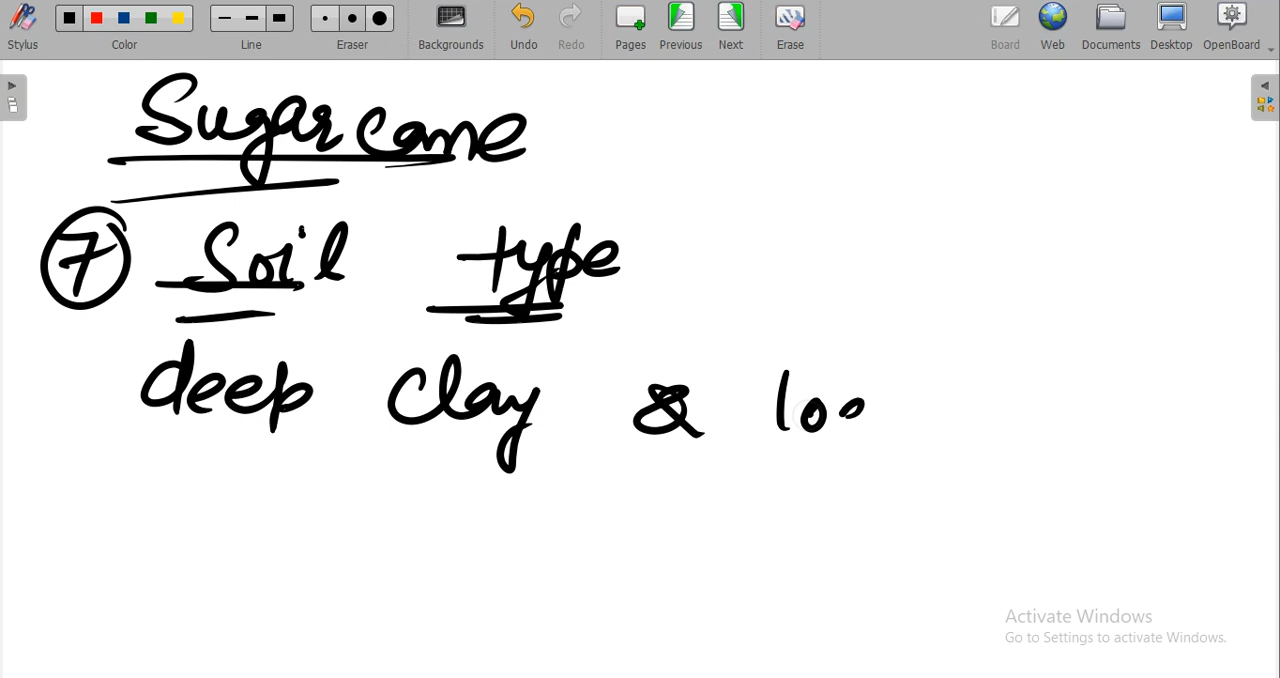 Stylus Color Line Eraser Backgrounds Undo Redo Pages Previous Next Erase Board Web Documents Desktop OpenBoard
Sugarcane
7 Soil type
deep clay &
Activate Windows
Go to Settings to activate Windows.